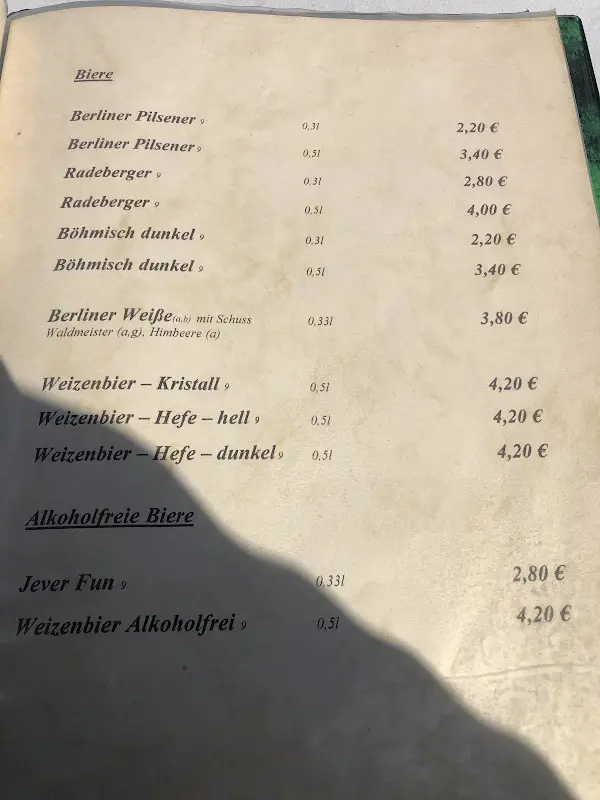 Biere
Berliner Pilsener 9 0,3l 2,20 €
Berliner Pilsener 9 0,5l 3,40 €
Radeberger 9 0,3l 2,80 €
Radeberger 9 0,5l 4,00 €
Böhmisch dunkel 9 0,3l 2,20 €
Böhmisch dunkel 9 0,5l 3,40 €
Berliner Weiße (a,b) mit Schuss 0,33l 3,80 €
Waldmeister (a,g), Himbeere (a)
Weizenbier – Kristall 9 0,5l 4,20 €
Weizenbier – Hefe – hell 9 0,5l 4,20 €
Weizenbier – Hefe – dunkel 9 0,5l 4,20 €
Alkoholfreie Biere
Jever Fun 9 0,33l 2,80 €
Weizenbier Alkoholfrei 9 0,5l 4,20 €